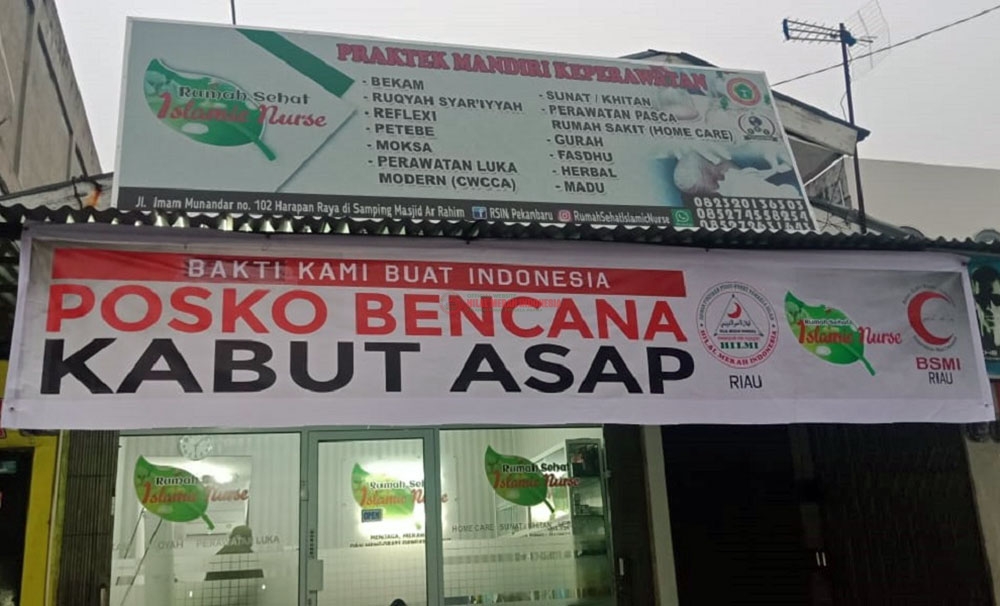 PRAKTEK MANDIRI KEPERAWATAN
Rumah Sehat
Islamic Nurse
- BEKAM
- RUQYAH SYAR'IYYAH
- REFLEXI
- PETEBE
- MOKSA
- PERAWATAN LUKA
MODERN (CWCCA)
- SUNAT / KHITAN
- PERAWATAN PASCA
RUMAH SAKIT (HOME CARE)
- GURAH
- FASDHU
- HERBAL
- MADU
Jl. Imam Munandar no. 102 Harapan Raya di Samping Masjid Ar Rahim
RSIN Pekanbaru
RumahSehatIslamicNurse
082320136303
085274558254
BAKTI KAMI BUAT INDONESIA
POSKO BENCANA
KABUT ASAP
HILAL MERAH INDONESIA
HILMI
RIAU
Rumah Sehat
Islamic Nurse
BSMI
RIAU
Rumah Sehat
Islamic Nurse
Rumah Sehat
Islamic Nurse
OPEN
Rumah Sehat
Islamic Nurse
PERAWATAN LUKA
HOME CARE SUNAT